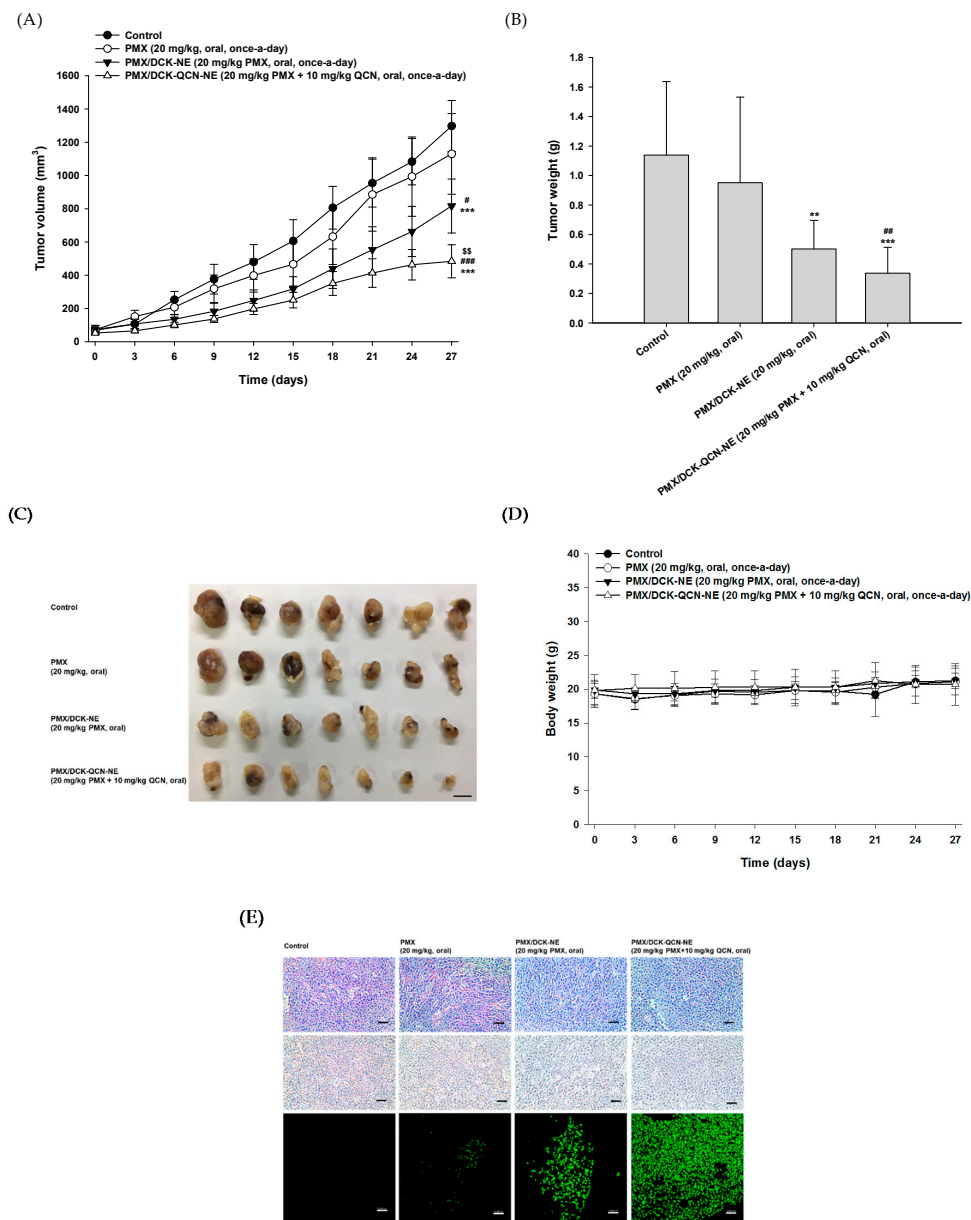 (A)
Control
PMX (20 mg/kg, oral, once-a-day)
PMX/DCK-NE (20 mg/kg PMX, oral, once-a-day)
PMX/DCK-QCN-NE (20 mg/kg PMX + 10 mg/kg QCN, oral, once-a-day)
Tumor volume (mm³)
1600
1400
1200
1000
800
600
400
200
0
#
***
$$
###
***
0 3 6 9 12 15 18 21 24 27
Time (days)
(B)
Tumor weight (g)
1.8
1.6
1.4
1.2
1.0
0.8
0.6
0.4
0.2
0.0
**
##
***
Control
PMX (20 mg/kg, oral)
PMX/DCK-NE (20 mg/kg, oral)
PMX/DCK-QCN-NE (20 mg/kg PMX + 10 mg/kg QCN, oral)
(C)
Control
PMX
(20 mg/kg, oral)
PMX/DCK-NE
(20 mg/kg PMX, oral)
PMX/DCK-QCN-NE
(20 mg/kg PMX + 10 mg/kg QCN, oral)
(D)
Control
PMX (20 mg/kg, oral, once-a-day)
PMX/DCK-NE (20 mg/kg PMX, oral, once-a-day)
PMX/DCK-QCN-NE (20 mg/kg PMX + 10 mg/kg QCN, oral, once-a-day)
Body weight (g)
40
35
30
25
20
15
10
5
0
0 3 6 9 12 15 18 21 24 27
Time (days)
(E)
Control
PMX
(20 mg/kg, oral)
PMX/DCK-NE
(20 mg/kg PMX, oral)
PMX/DCK-QCN-NE
(20 mg/kg PMX+10 mg/kg QCN, oral)